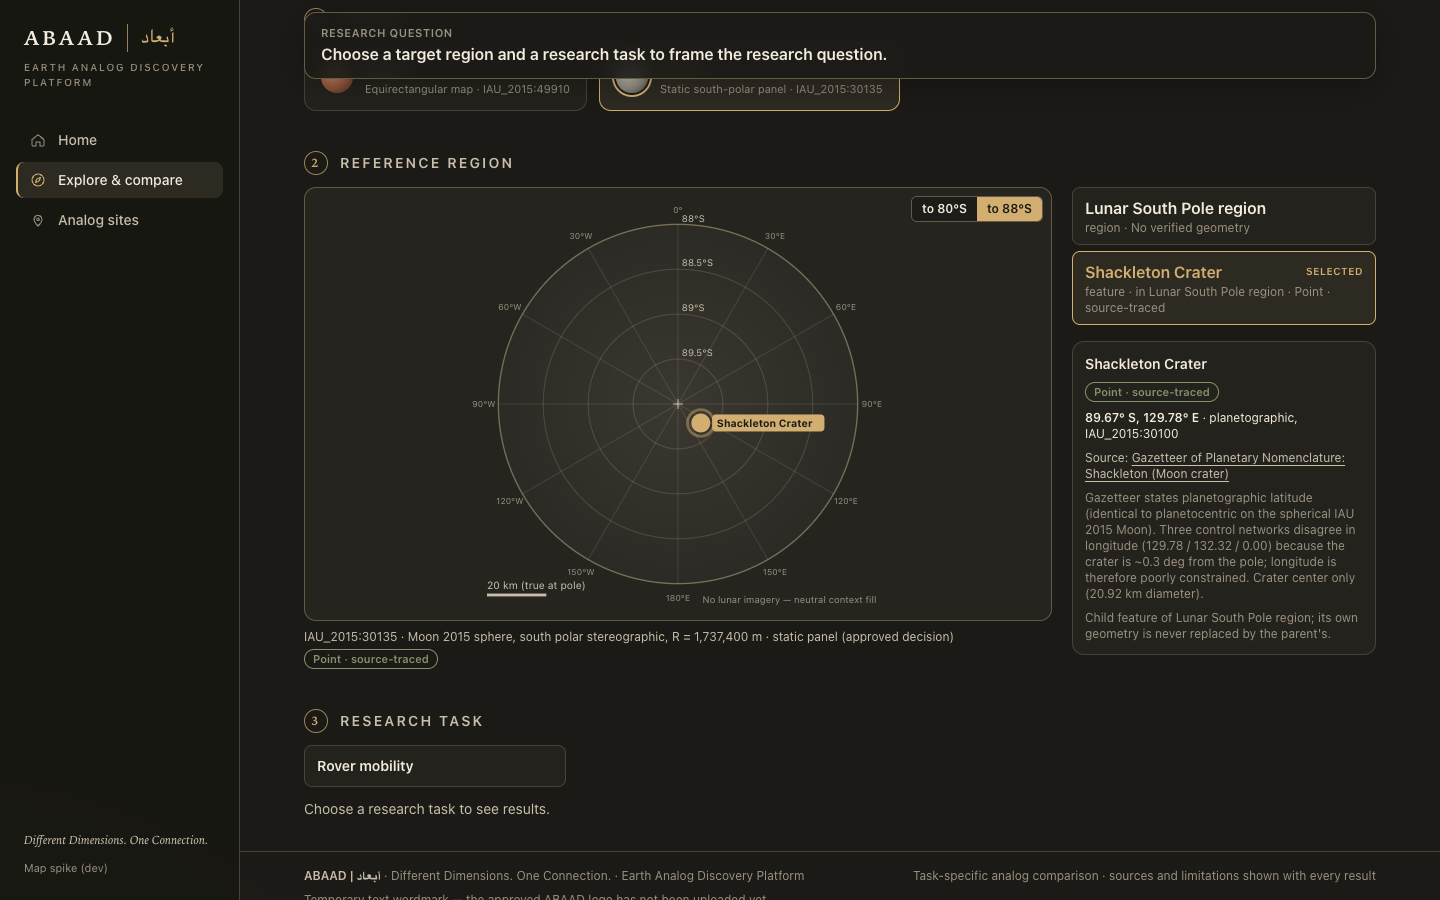 ABAAD | أبعاد
EARTH ANALOG DISCOVERY
PLATFORM
Home
Explore & compare
Analog sites
Different Dimensions. One Connection.
Map spike (dev)
RESEARCH QUESTION
Choose a target region and a research task to frame the research question.
Equirectangular map · IAU_2015:49910
Static south-polar panel · IAU_2015:30135
2 REFERENCE REGION
to 80°S to 88°S
0°
88°S
30°W
30°E
88.5°S
60°W
89°S
60°E
89.5°S
90°W
90°E
Shackleton Crater
120°W
120°E
150°W
150°E
20 km (true at pole)
180°E
No lunar imagery — neutral context fill
IAU_2015:30135 · Moon 2015 sphere, south polar stereographic, R = 1,737,400 m · static panel (approved decision)
Point · source-traced
Lunar South Pole region
region · No verified geometry
Shackleton Crater SELECTED
feature · in Lunar South Pole region · Point ·
source-traced
Shackleton Crater
Point · source-traced
89.67° S, 129.78° E · planetographic,
IAU_2015:30100
Source: Gazetteer of Planetary Nomenclature:
Shackleton (Moon crater)
Gazetteer states planetographic latitude
(identical to planetocentric on the spherical IAU
2015 Moon). Three control networks disagree in
longitude (129.78 / 132.32 / 0.00) because the
crater is ~0.3 deg from the pole; longitude is
therefore poorly constrained. Crater center only
(20.92 km diameter).
Child feature of Lunar South Pole region; its own
geometry is never replaced by the parent's.
3 RESEARCH TASK
Rover mobility
Choose a research task to see results.
ABAAD | أبعاد · Different Dimensions. One Connection. · Earth Analog Discovery Platform
Task-specific analog comparison · sources and limitations shown with every result
Temporary text wordmark — the approved ABAAD logo has not been uploaded yet